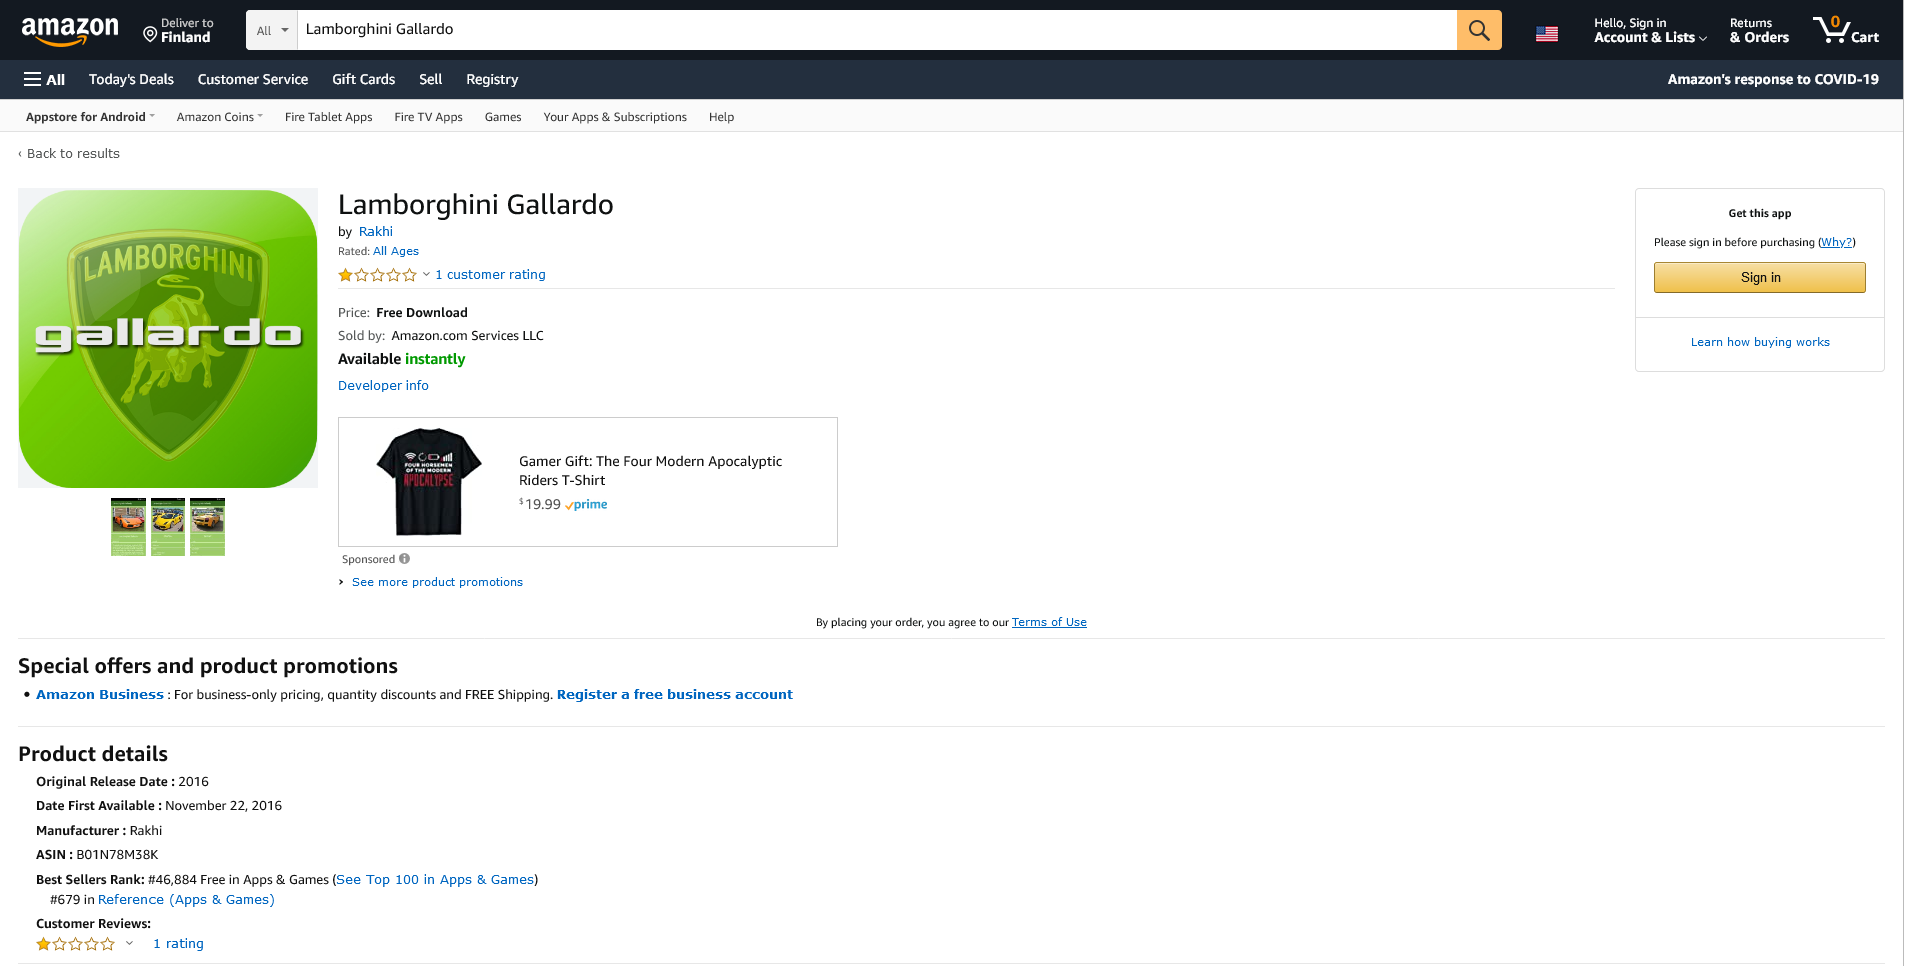 amazon
Deliver to
Finland
All
Lamborghini Gallardo
Hello, Sign in
Account & Lists
Returns
& Orders
0
Cart
All
Today's Deals
Customer Service
Gift Cards
Sell
Registry
Amazon's response to COVID-19
Appstore for Android
Amazon Coins
Fire Tablet Apps
Fire TV Apps
Games
Your Apps & Subscriptions
Help
‹ Back to results
LAMBORGHINI
gallardo
Lamborghini Gallardo
by Rakhi
Rated: All Ages
1 customer rating
Price: Free Download
Sold by: Amazon.com Services LLC
Available instantly
Developer info
FOUR HORSEMEN
OF THE MODERN
APOCALYPSE
Gamer Gift: The Four Modern Apocalyptic
Riders T-Shirt
$19.99 prime
Sponsored
› See more product promotions
Get this app
Please sign in before purchasing (Why?)
Sign in
Learn how buying works
By placing your order, you agree to our Terms of Use
Special offers and product promotions
• Amazon Business : For business-only pricing, quantity discounts and FREE Shipping. Register a free business account
Product details
Original Release Date : 2016
Date First Available : November 22, 2016
Manufacturer : Rakhi
ASIN : B01N78M38K
Best Sellers Rank: #46,884 Free in Apps & Games (See Top 100 in Apps & Games)
#679 in Reference (Apps & Games)
Customer Reviews:
1 rating